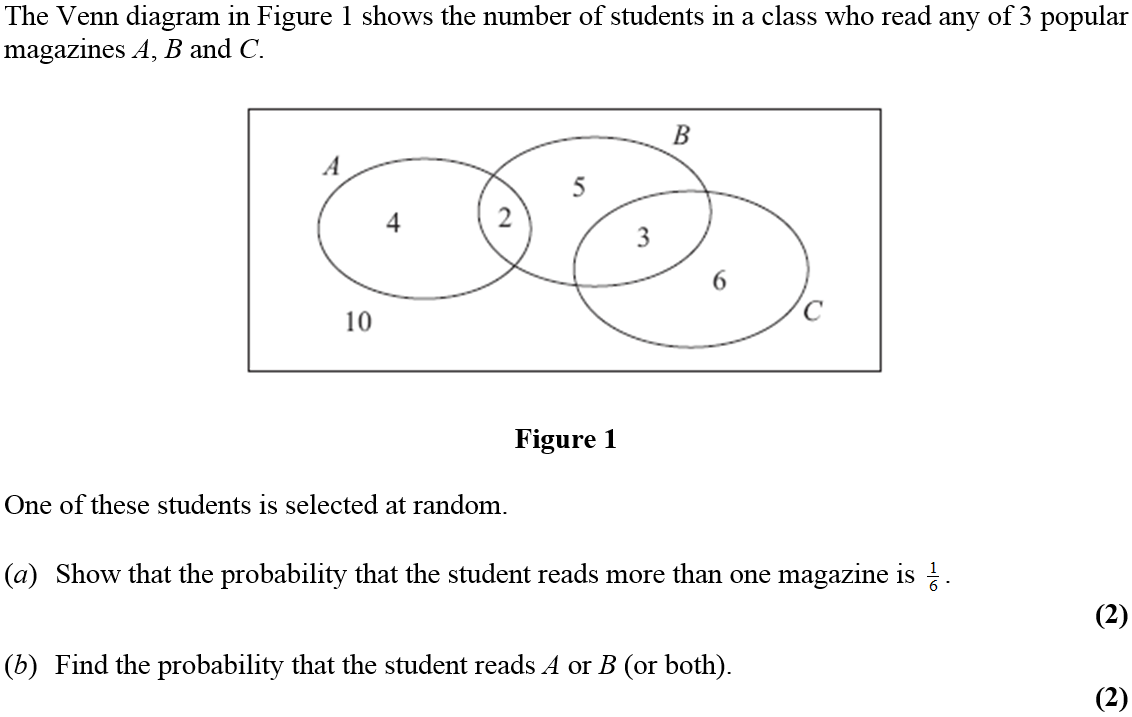 The Venn diagram in Figure 1 shows the number of students in a class who read any of 3 popular
magazines A, B and C.
B
A
5
4
2
3
6
C
10
Figure 1
One of these students is selected at random.
(a) Show that the probability that the student reads more than one magazine is 1/6.
(2)
(b) Find the probability that the student reads A or B (or both).
(2)